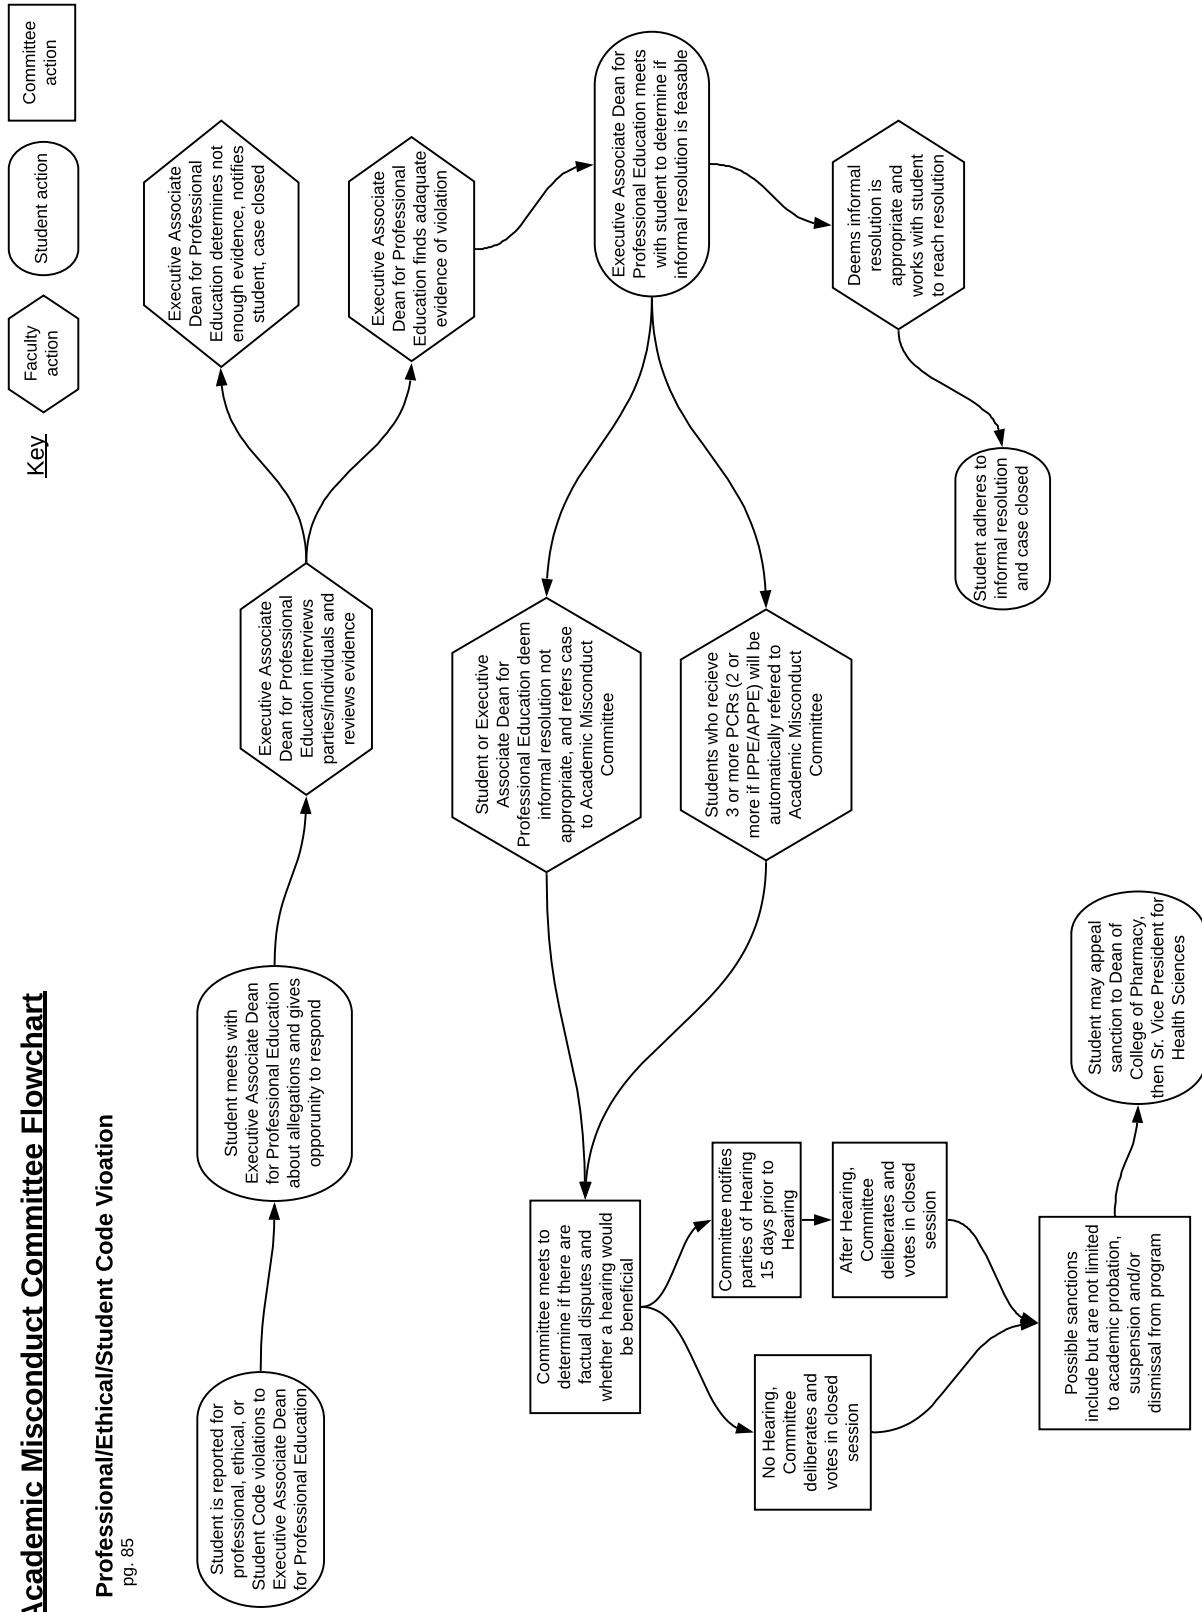 Academic Misconduct Committee Flowchart
Key
Faculty
action
Student action
Committee
action
Professional/Ethical/Student Code Vioation
pg. 85
Student is reported for
professional, ethical, or
Student Code violations to
Executive Associate Dean
for Professional Education
Student meets with
Executive Associate Dean
for Professional Education
about allegations and gives
opporunity to respond
Executive Associate
Dean for Professional
Education interviews
parties/individuals and
reviews evidence
Executive Associate
Dean for Professional
Education determines not
enough evidence, notifies
student, case closed
Executive Associate
Dean for Professional
Education finds adaquate
evidence of violation
Executive Associate Dean for
Professional Education meets
with student to determine if
informal resolution is feasable
Student or Executive
Associate Dean for
Professional Education deem
informal resolution not
appropriate, and refers case
to Academic Misconduct
Committee
Students who recieve
3 or more PCRs (2 or
more if IPPE/APPE) will be
automatically referred to
Academic Misconduct
Committee
Deems informal
resolution is
appropriate and
works with student
to reach resolution
Student adheres to
informal resolution
and case closed
Committee meets to
determine if there are
factual disputes and
whether a hearing would
be beneficial
Committee notifies
parties of Hearing
15 days prior to
Hearing
After Hearing,
Committee
deliberates and
votes in closed
session
No Hearing,
Committee
deliberates and
votes in closed
session
Possible sanctions
include but are not limited
to academic probation,
suspension and/or
dismissal from program
Student may appeal
sanction to Dean of
College of Pharmacy,
then Sr. Vice President for
Health Sciences